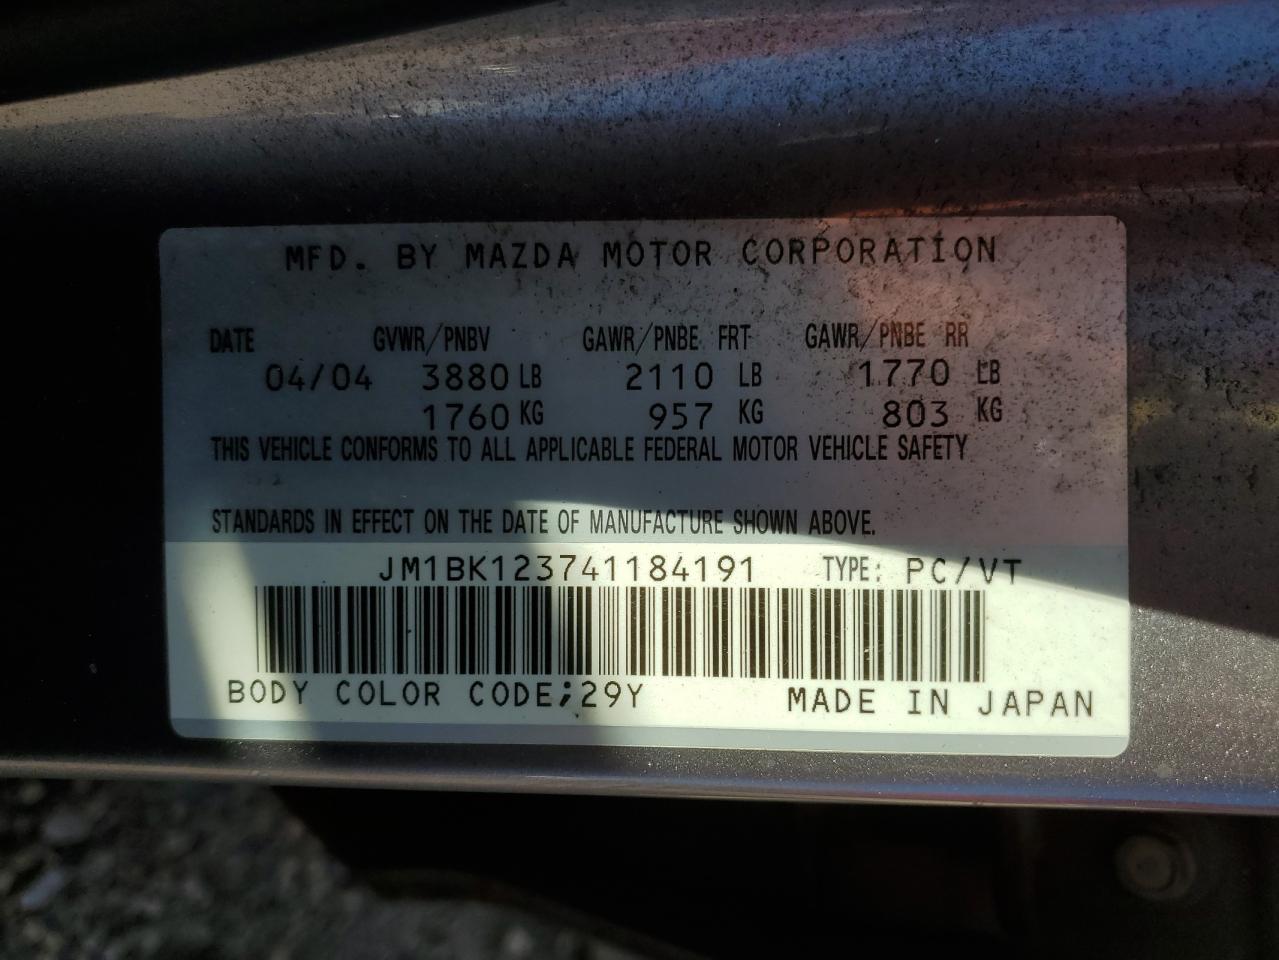 MFD. BY MAZDA MOTOR CORPORATION
DATE GVWR/PNBV GAWR/PNBE FRT GAWR/PNBE RR
04/04 3880 LB 2110 LB 1770 LB
1760 KG 957 KG 803 KG
THIS VEHICLE CONFORMS TO ALL APPLICABLE FEDERAL MOTOR VEHICLE SAFETY
STANDARDS IN EFFECT ON THE DATE OF MANUFACTURE SHOWN ABOVE.
JM1BK123741184191 TYPE: PC/VT
BODY COLOR CODE;29Y MADE IN JAPAN